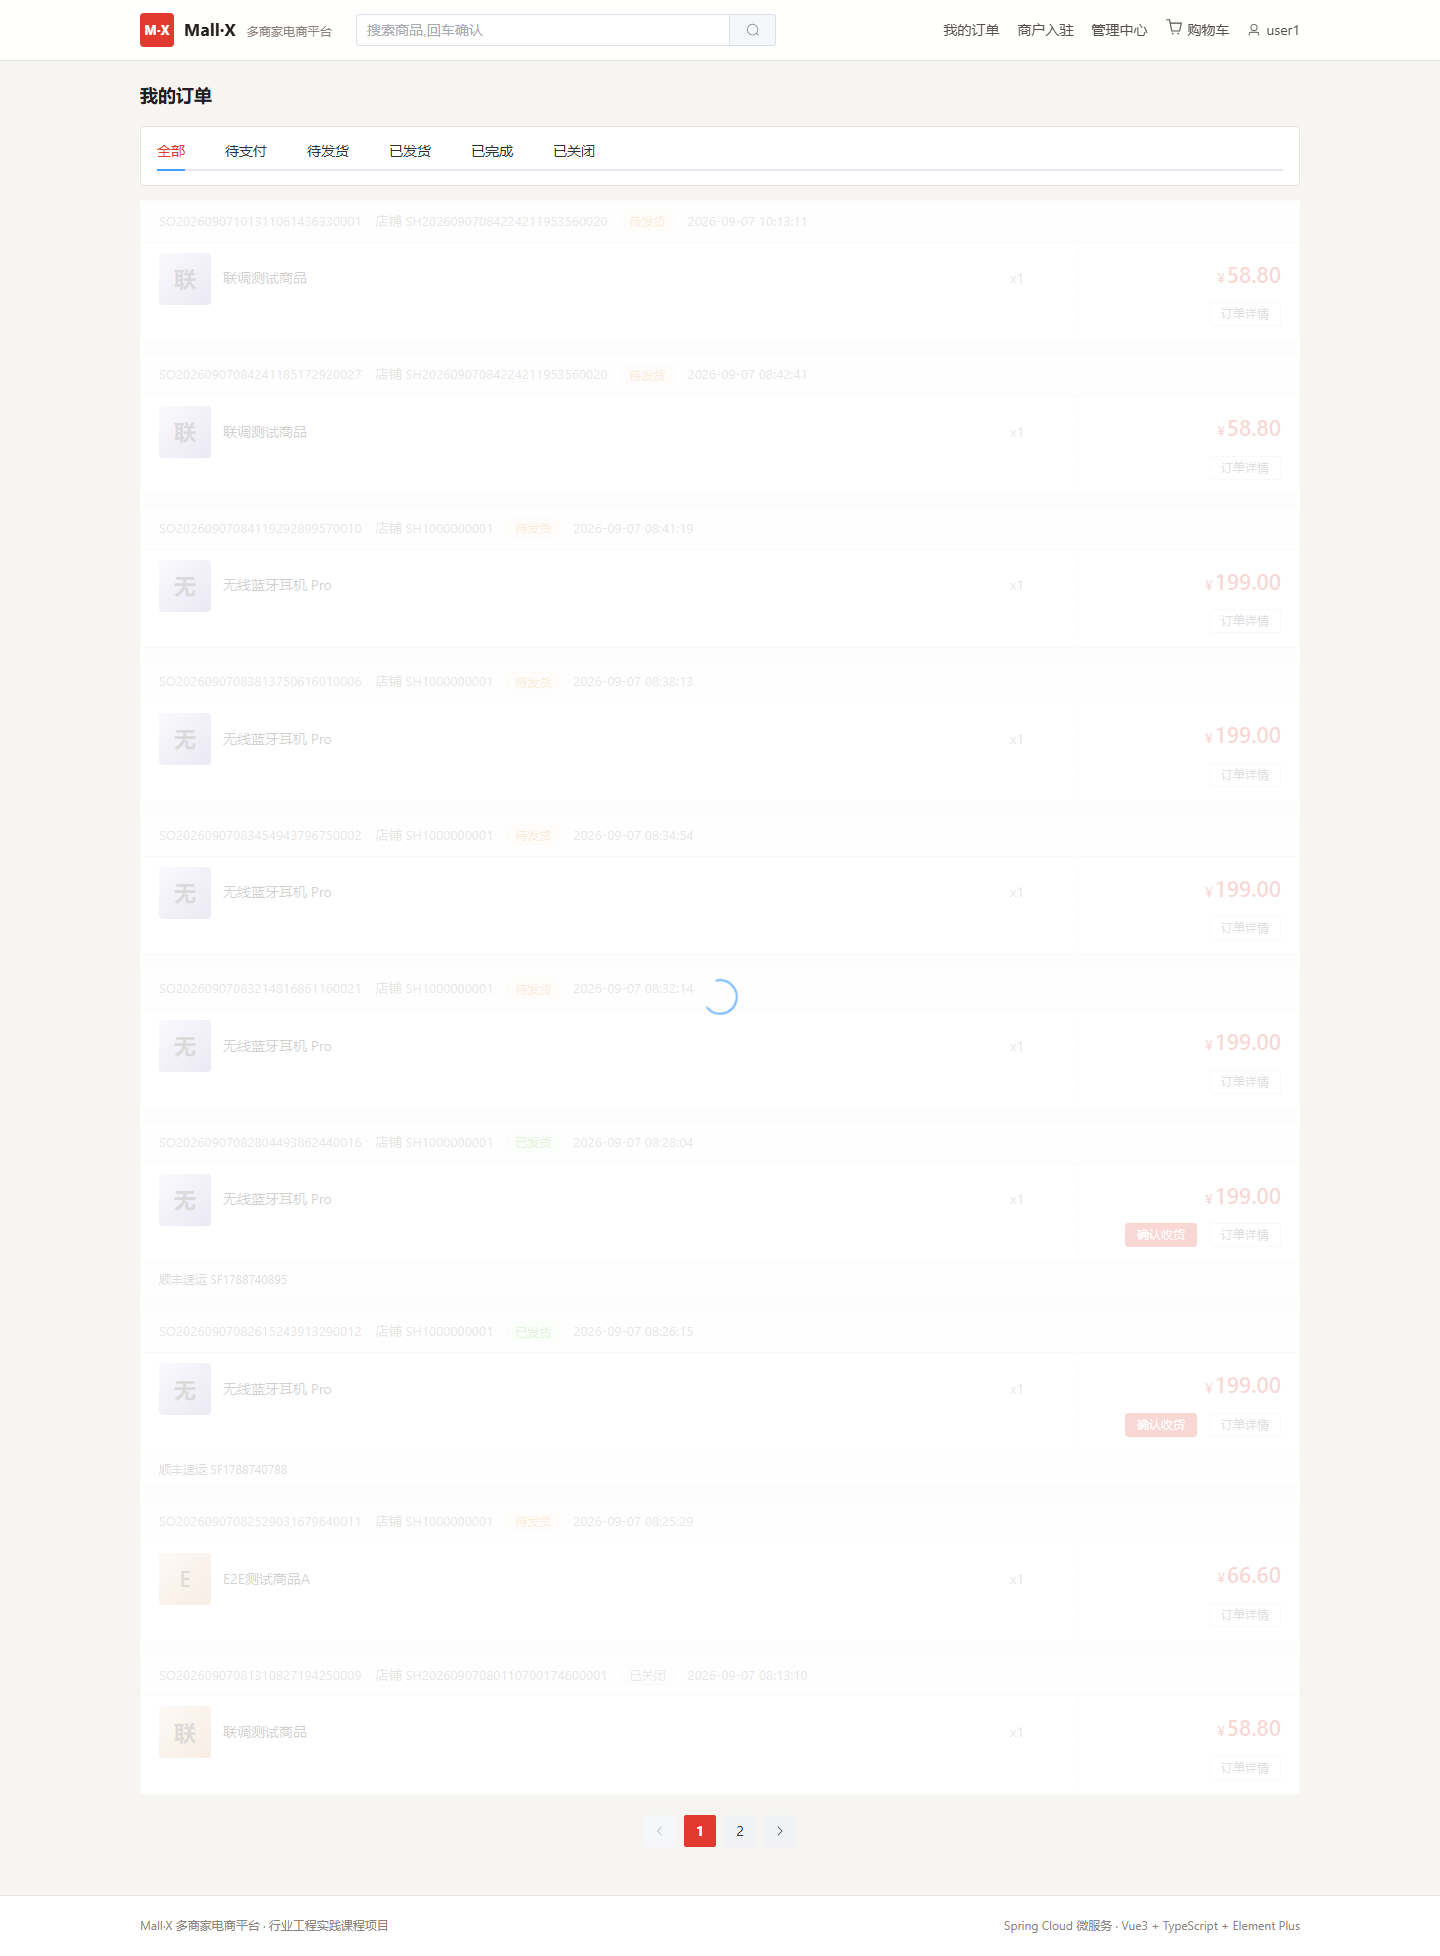 M·X Mall·X 多商家电商平台 搜索商品,回车确认 我的订单 商户入驻 管理中心 购物车 user1
我的订单
全部 待支付 待发货 已发货 已完成 已关闭
SO20260907101311061436330001 店铺 SH20260907084224211953560020 待发货 2026-09-07 10:13:11
联 联调测试商品 x1 ¥58.80
订单详情
SO20260907084241185172920027 店铺 SH20260907084224211953560020 待发货 2026-09-07 08:42:41
联 联调测试商品 x1 ¥58.80
订单详情
SO20260907084119292899570010 店铺 SH1000000001 待发货 2026-09-07 08:41:19
无 无线蓝牙耳机 Pro x1 ¥199.00
订单详情
SO20260907083813750616010006 店铺 SH1000000001 待发货 2026-09-07 08:38:13
无 无线蓝牙耳机 Pro x1 ¥199.00
订单详情
SO20260907083454943796750002 店铺 SH1000000001 待发货 2026-09-07 08:34:54
无 无线蓝牙耳机 Pro x1 ¥199.00
订单详情
SO20260907083214816861160021 店铺 SH1000000001 待发货 2026-09-07 08:32:14
无 无线蓝牙耳机 Pro x1 ¥199.00
订单详情
SO20260907082804493862440016 店铺 SH1000000001 已发货 2026-09-07 08:28:04
无 无线蓝牙耳机 Pro x1 ¥199.00
确认收货 订单详情
顺丰速运 SF1788740895
SO20260907082615243913290012 店铺 SH1000000001 已发货 2026-09-07 08:26:15
无 无线蓝牙耳机 Pro x1 ¥199.00
确认收货 订单详情
顺丰速运 SF1788740788
SO20260907082529031679640011 店铺 SH1000000001 待发货 2026-09-07 08:25:29
E E2E测试商品A x1 ¥66.60
订单详情
SO20260907081310827194250009 店铺 SH20260907080110700174600001 已关闭 2026-09-07 08:13:10
联 联调测试商品 x1 ¥58.80
订单详情
1 2
Mall·X 多商家电商平台 · 行业工程实践课程项目 Spring Cloud 微服务 · Vue3 + TypeScript + Element Plus